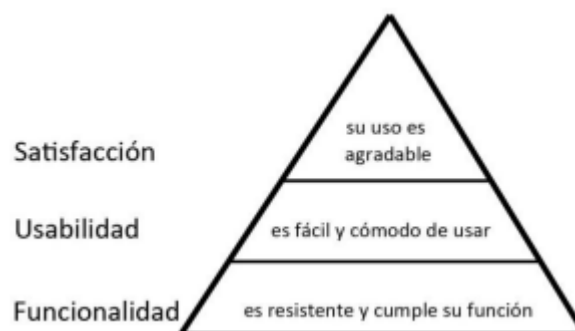 Satisfacción
su uso es
agradable
Usabilidad
es fácil y cómodo de usar
Funcionalidad
es resistente y cumple su función